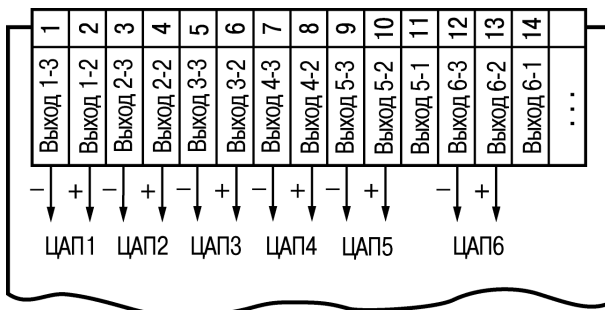 1 2 3 4 5 6 7 8 9 10 11 12 13 14
Выход 1-3 Выход 1-2 Выход 2-3 Выход 2-2 Выход 3-3 Выход 3-2 Выход 4-3 Выход 4-2 Выход 5-3 Выход 5-2 Выход 5-1 Выход 6-3 Выход 6-2 Выход 6-1 ...
− + − + − + − + − + − +
ЦАП1 ЦАП2 ЦАП3 ЦАП4 ЦАП5 ЦАП6